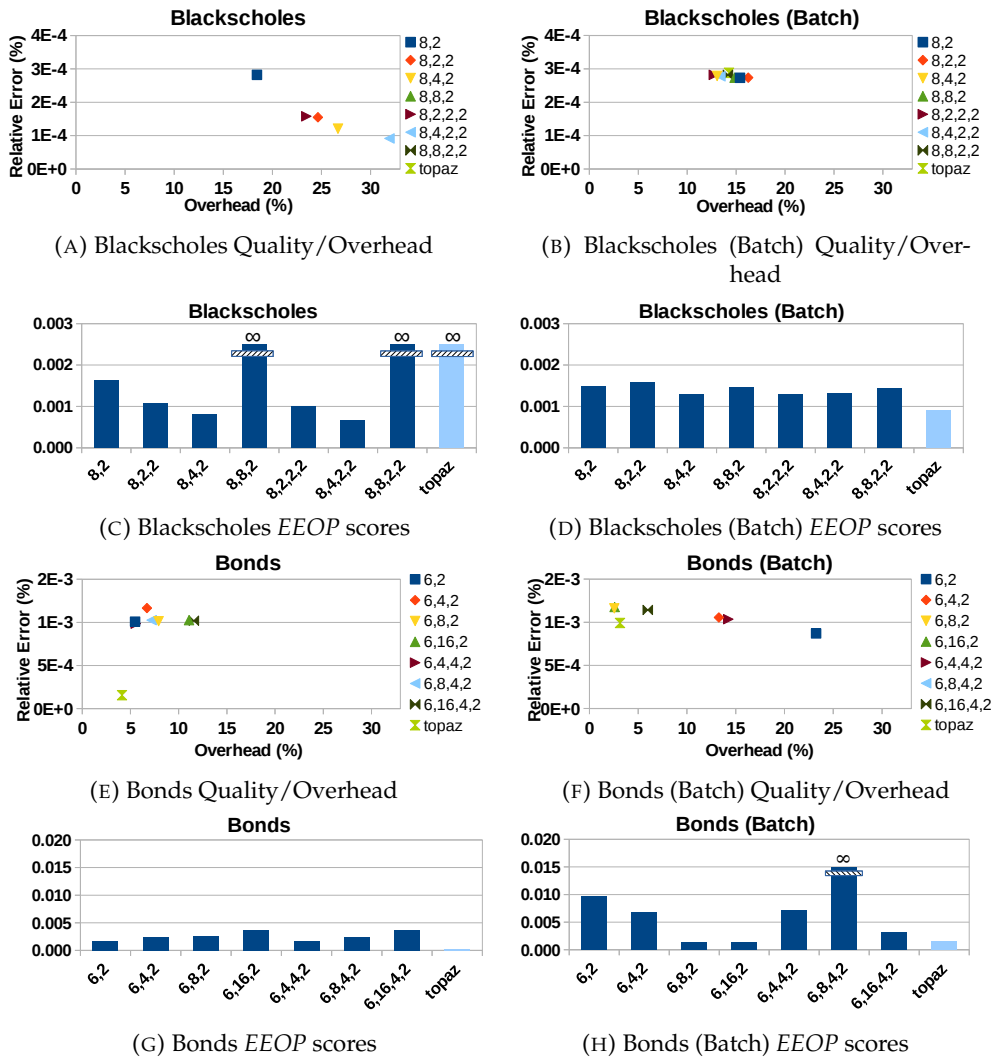 Blackscholes
Relative Error (%)
4E-4
3E-4
2E-4
1E-4
0E+0
0 5 10 15 20 25 30
Overhead (%)
8,2
8,2,2
8,4,2
8,8,2
8,2,2,2
8,4,2,2
8,8,2,2
topaz
(A) Blackscholes Quality/Overhead
Blackscholes (Batch)
Relative Error (%)
4E-4
3E-4
2E-4
1E-4
0E+0
0 5 10 15 20 25 30
Overhead (%)
8,2
8,2,2
8,4,2
8,8,2
8,2,2,2
8,4,2,2
8,8,2,2
topaz
(B) Blackscholes (Batch) Quality/Over-
head
Blackscholes
0.003
0.002
0.001
0.000
∞ ∞ ∞
8,2 8,2,2 8,4,2 8,8,2 8,2,2,2 8,4,2,2 8,8,2,2 topaz
(C) Blackscholes EEOP scores
Blackscholes (Batch)
0.003
0.002
0.001
0.000
8,2 8,2,2 8,4,2 8,8,2 8,2,2,2 8,4,2,2 8,8,2,2 topaz
(D) Blackscholes (Batch) EEOP scores
Bonds
Relative Error (%)
2E-3
1E-3
5E-4
0E+0
0 5 10 15 20 25 30
Overhead (%)
6,2
6,4,2
6,8,2
6,16,2
6,4,4,2
6,8,4,2
6,16,4,2
topaz
(E) Bonds Quality/Overhead
Bonds (Batch)
Relative Error (%)
2E-3
1E-3
5E-4
0E+0
0 5 10 15 20 25 30
Overhead (%)
6,2
6,4,2
6,8,2
6,16,2
6,4,4,2
6,8,4,2
6,16,4,2
topaz
(F) Bonds (Batch) Quality/Overhead
Bonds
0.020
0.015
0.010
0.005
0.000
6,2 6,4,2 6,8,2 6,16,2 6,4,4,2 6,8,4,2 6,16,4,2 topaz
(G) Bonds EEOP scores
Bonds (Batch)
0.020
0.015
0.010
0.005
0.000
∞
6,2 6,4,2 6,8,2 6,16,2 6,4,4,2 6,8,4,2 6,16,4,2 topaz
(H) Bonds (Batch) EEOP scores